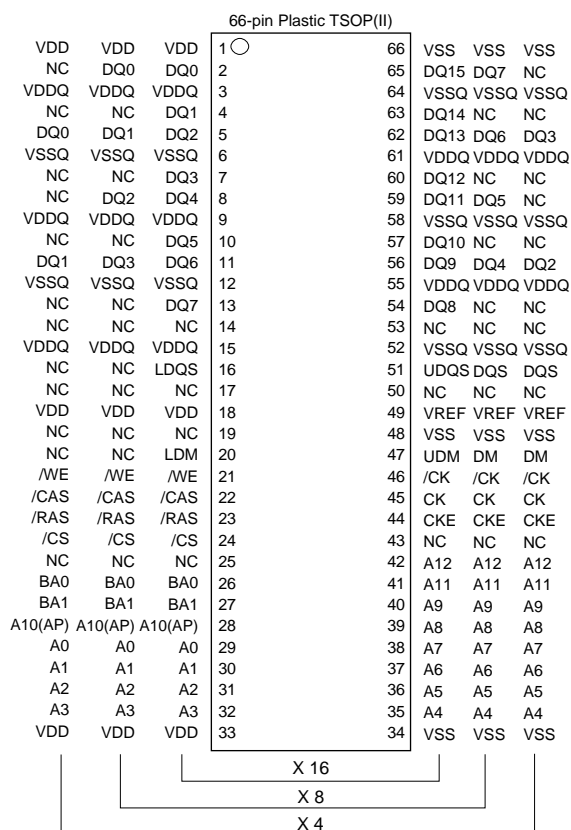 66-pin Plastic TSOP(II)
VDD VDD VDD 1 66 VSS VSS VSS
NC DQ0 DQ0 2 65 DQ15 DQ7 NC
VDDQ VDDQ VDDQ 3 64 VSSQ VSSQ VSSQ
NC NC DQ1 4 63 DQ14 NC NC
DQ0 DQ1 DQ2 5 62 DQ13 DQ6 DQ3
VSSQ VSSQ VSSQ 6 61 VDDQ VDDQ VDDQ
NC NC DQ3 7 60 DQ12 NC NC
NC DQ2 DQ4 8 59 DQ11 DQ5 NC
VDDQ VDDQ VDDQ 9 58 VSSQ VSSQ VSSQ
NC NC DQ5 10 57 DQ10 NC NC
DQ1 DQ3 DQ6 11 56 DQ9 DQ4 DQ2
VSSQ VSSQ VSSQ 12 55 VDDQ VDDQ VDDQ
NC NC DQ7 13 54 DQ8 NC NC
NC NC NC 14 53 NC NC NC
VDDQ VDDQ VDDQ 15 52 VSSQ VSSQ VSSQ
NC NC LDQS 16 51 UDQS DQS DQS
NC NC NC 17 50 NC NC NC
VDD VDD VDD 18 49 VREF VREF VREF
NC NC NC 19 48 VSS VSS VSS
NC NC LDM 20 47 UDM DM DM
/WE /WE /WE 21 46 /CK /CK /CK
/CAS /CAS /CAS 22 45 CK CK CK
/RAS /RAS /RAS 23 44 CKE CKE CKE
/CS /CS /CS 24 43 NC NC NC
NC NC NC 25 42 A12 A12 A12
BA0 BA0 BA0 26 41 A11 A11 A11
BA1 BA1 BA1 27 40 A9 A9 A9
A10(AP) A10(AP) A10(AP) 28 39 A8 A8 A8
A0 A0 A0 29 38 A7 A7 A7
A1 A1 A1 30 37 A6 A6 A6
A2 A2 A2 31 36 A5 A5 A5
A3 A3 A3 32 35 A4 A4 A4
VDD VDD VDD 33 34 VSS VSS VSS
X 16
X 8
X 4